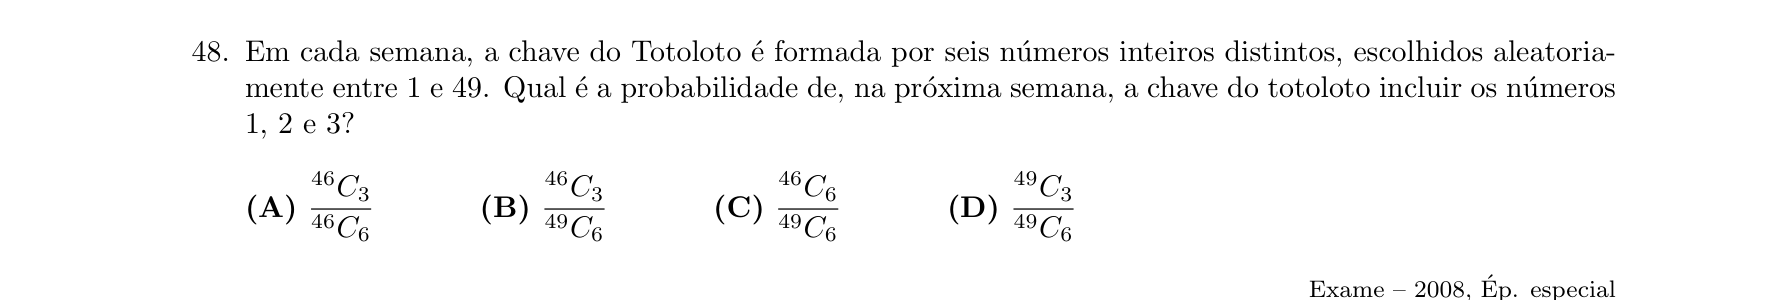 48. Em cada semana, a chave do Totoloto é formada por seis números inteiros distintos, escolhidos aleatoria-
mente entre 1 e 49. Qual é a probabilidade de, na próxima semana, a chave do totoloto incluir os números
1, 2 e 3?
(A) $\frac{^{46}C_3}{^{46}C_6}$ (B) $\frac{^{46}C_3}{^{49}C_6}$ (C) $\frac{^{46}C_6}{^{49}C_6}$ (D) $\frac{^{49}C_3}{^{49}C_6}$
Exame – 2008, Ép. especial